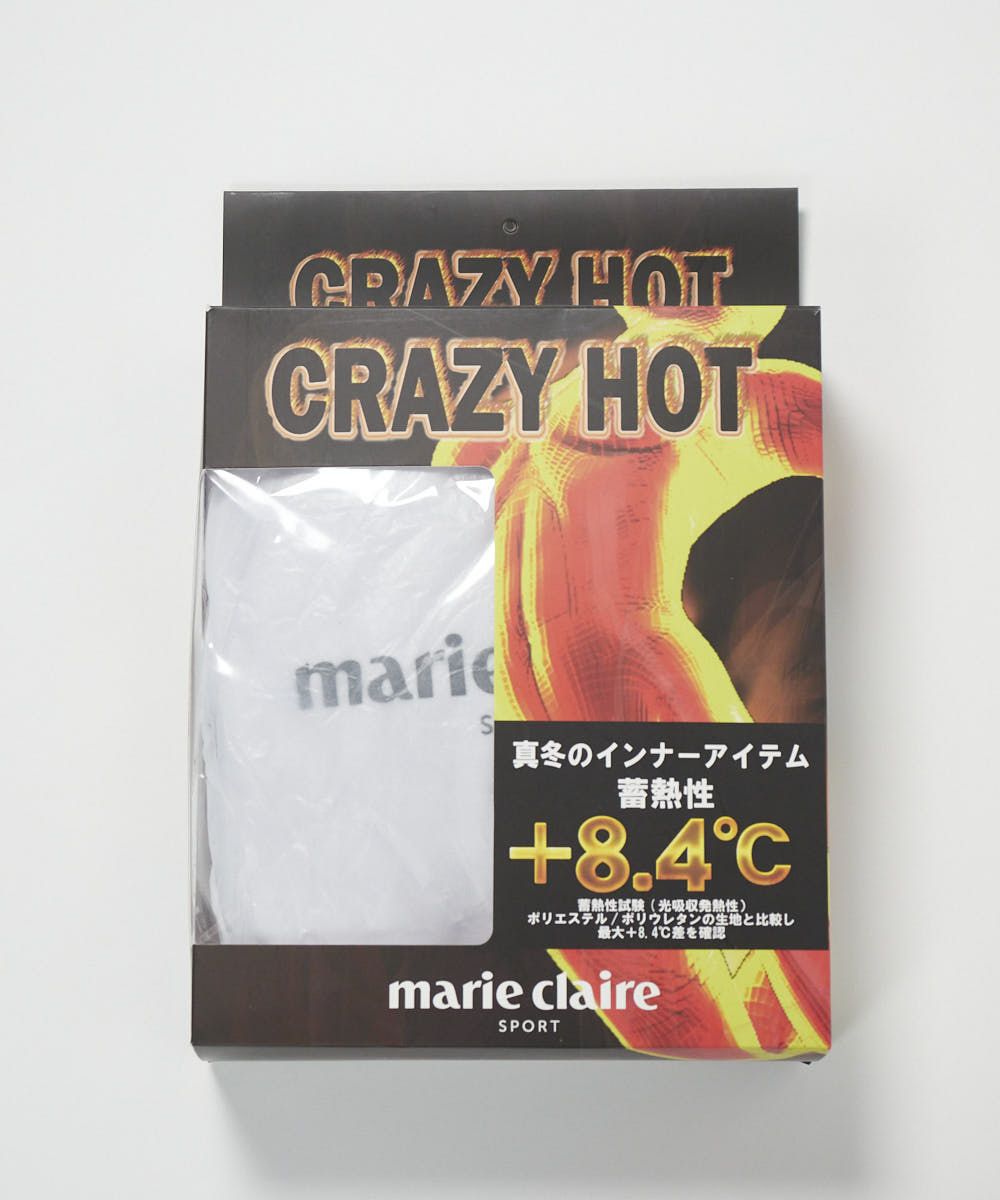 CRAZY HOT
CRAZY HOT
marie
S
真冬のインナーアイテム
蓄熱性
+8.4℃
蓄熱性試験(光吸収発熱性)
ポリエステル/ポリウレタンの生地と比較し
最大+8.4℃差を確認
marie claire
SPORT